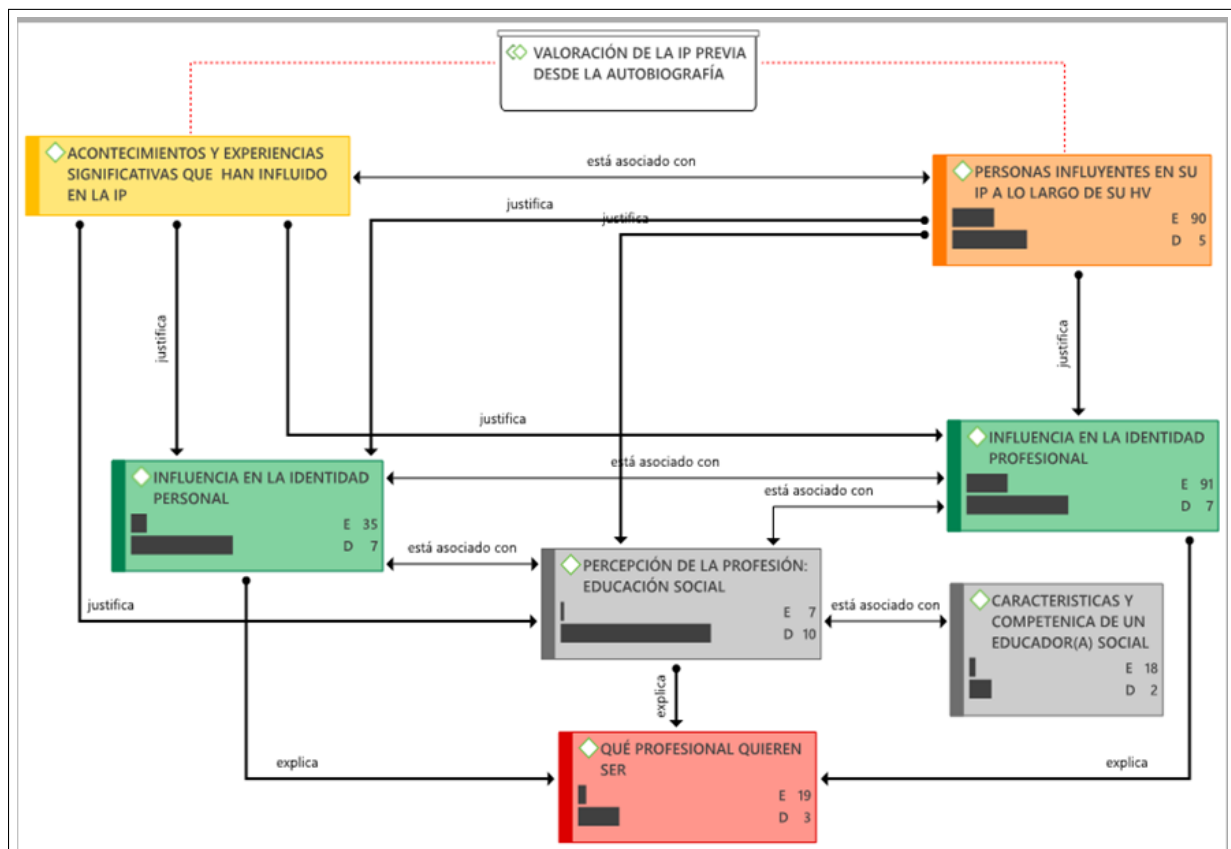 VALORACIÓN DE LA IP PREVIA
DESDE LA AUTOBIOGRAFÍA
ACONTECIMIENTOS Y EXPERIENCIAS
SIGNIFICATIVAS QUE HAN INFLUIDO
EN LA IP
está asociado con
PERSONAS INFLUYENTES EN SU
IP A LO LARGO DE SU HV
E 90
D 5
justifica
justifica
justifica
justifica
justifica
INFLUENCIA EN LA IDENTIDAD
PROFESIONAL
E 91
D 7
está asociado con
INFLUENCIA EN LA IDENTIDAD
PERSONAL
E 35
D 7
está asociado con
está asociado con
PERCEPCIÓN DE LA PROFESIÓN:
EDUCACIÓN SOCIAL
E 7
D 10
justifica
está asociado con
CARACTERISTICAS Y
COMPETENICA DE UN
EDUCADOR(A) SOCIAL
E 18
D 2
explica
QUÉ PROFESIONAL QUIEREN
SER
E 19
D 3
explica
explica